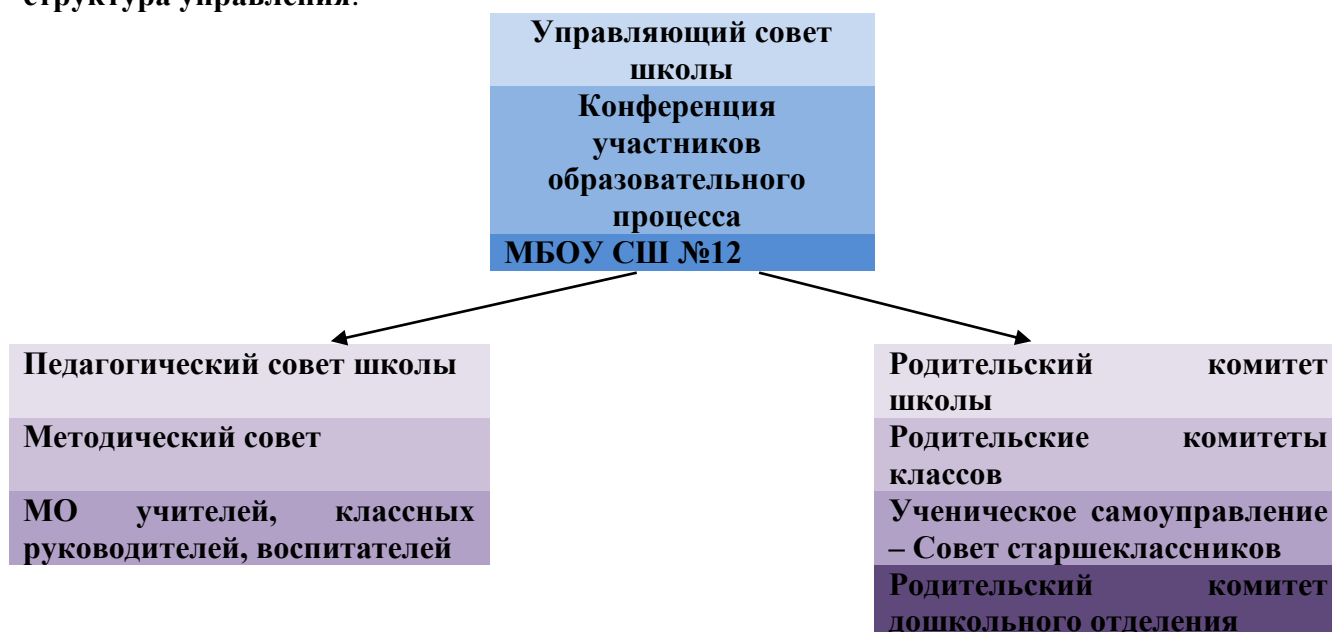 структура управления.
Управляющий совет
школы
Конференция
участников
образовательного
процесса
МБОУ СШ №12
Педагогический совет школы
Методический совет
МО учителей, классных
руководителей, воспитателей
Родительский комитет
школы
Родительские комитеты
классов
Ученическое самоуправление
– Совет старшеклассников
Родительский комитет
дошкольного отделения